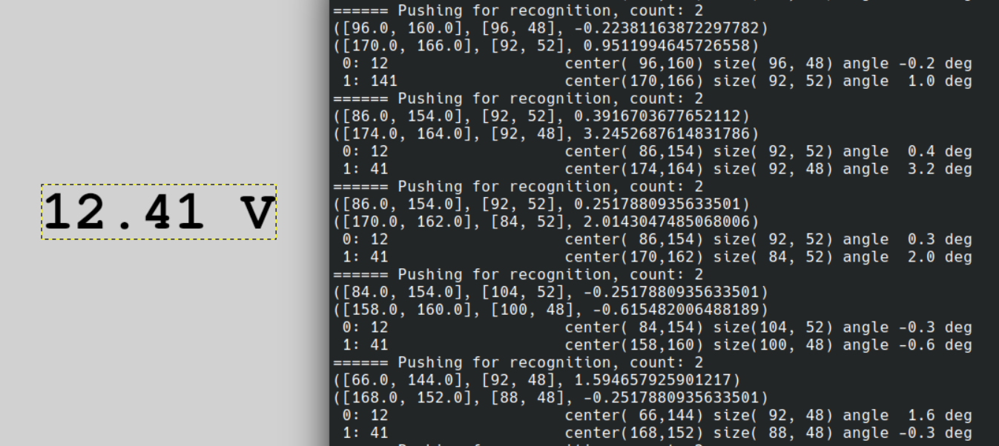 12.41 V
====== Pushing for recognition, count: 2
([96.0, 160.0], [96, 48], -0.22381163872297782)
([170.0, 166.0], [92, 52], 0.9511994645726558)
0: 12 center( 96,160) size( 96, 48) angle -0.2 deg
1: 141 center(170,166) size( 92, 52) angle 1.0 deg
====== Pushing for recognition, count: 2
([86.0, 154.0], [92, 52], 0.3916703677652112)
([174.0, 164.0], [92, 48], 3.2452687614831786)
0: 12 center( 86,154) size( 92, 52) angle 0.4 deg
1: 41 center(174,164) size( 92, 48) angle 3.2 deg
====== Pushing for recognition, count: 2
([86.0, 154.0], [92, 52], 0.2517880935633501)
([170.0, 162.0], [84, 52], 2.0143047485068006)
0: 12 center( 86,154) size( 92, 52) angle 0.3 deg
1: 41 center(170,162) size( 84, 52) angle 2.0 deg
====== Pushing for recognition, count: 2
([84.0, 154.0], [104, 52], -0.2517880935633501)
([158.0, 160.0], [100, 48], -0.615482006488189)
0: 12 center( 84,154) size(104, 52) angle -0.3 deg
1: 41 center(158,160) size(100, 48) angle -0.6 deg
====== Pushing for recognition, count: 2
([66.0, 144.0], [92, 48], 1.594657925901217)
([168.0, 152.0], [88, 48], -0.2517880935633501)
0: 12 center( 66,144) size( 92, 48) angle 1.6 deg
1: 41 center(168,152) size( 88, 48) angle -0.3 deg